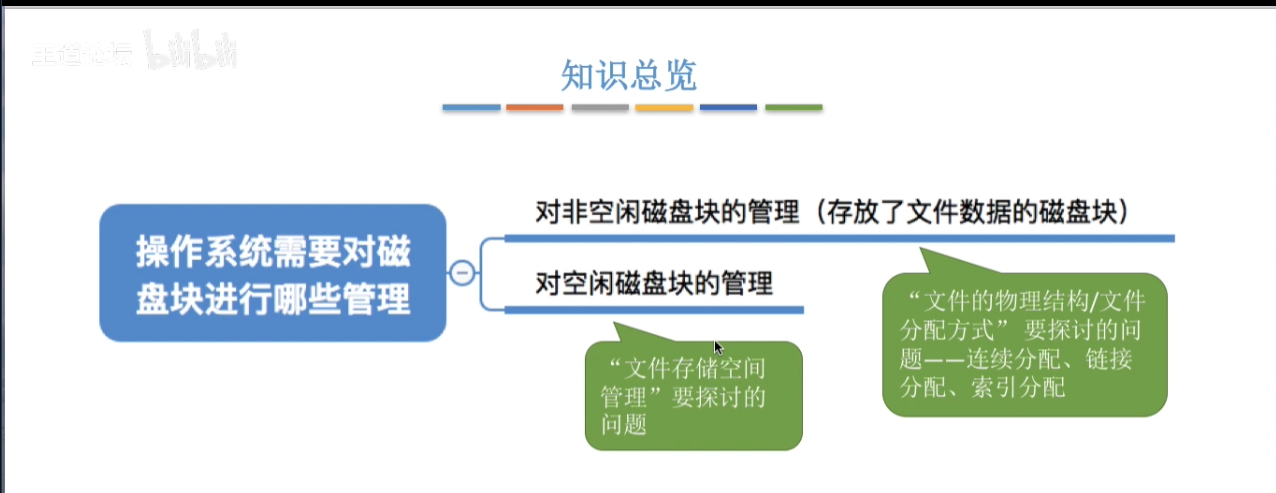 王道论坛 bilibili
知识总览
对非空闲磁盘块的管理（存放了文件数据的磁盘块）
操作系统需要对磁
盘块进行哪些管理
对空闲磁盘块的管理
“文件的物理结构/文件
分配方式” 要探讨的问
题——连续分配、链接
分配、索引分配
“文件存储空间
管理”要探讨的
问题